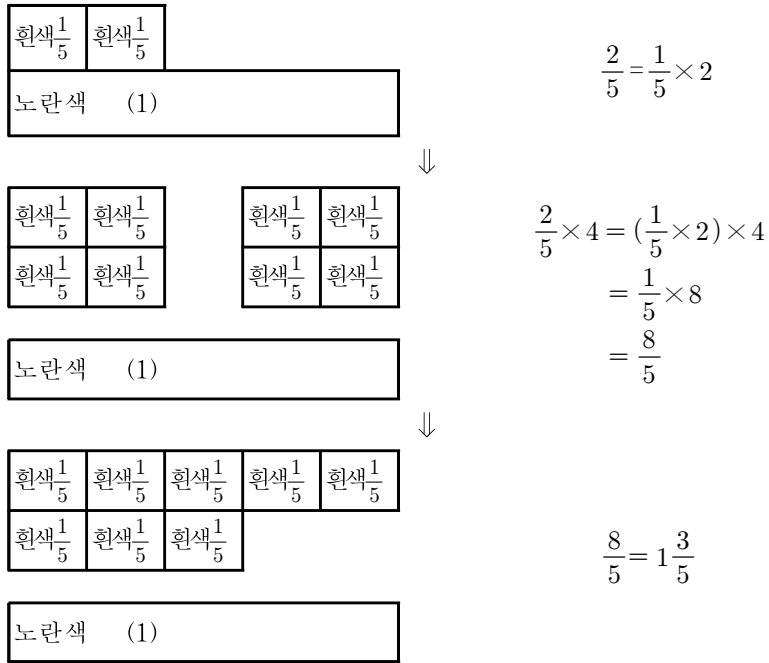 흰색1/5 흰색1/5
노란색 (1)
2/5 = 1/5 × 2
⇓
흰색1/5 흰색1/5 흰색1/5 흰색1/5
흰색1/5 흰색1/5 흰색1/5 흰색1/5
노란색 (1)
2/5 × 4 = (1/5 × 2) × 4
= 1/5 × 8
= 8/5
⇓
흰색1/5 흰색1/5 흰색1/5 흰색1/5 흰색1/5
흰색1/5 흰색1/5 흰색1/5
노란색 (1)
8/5 = 1 3/5